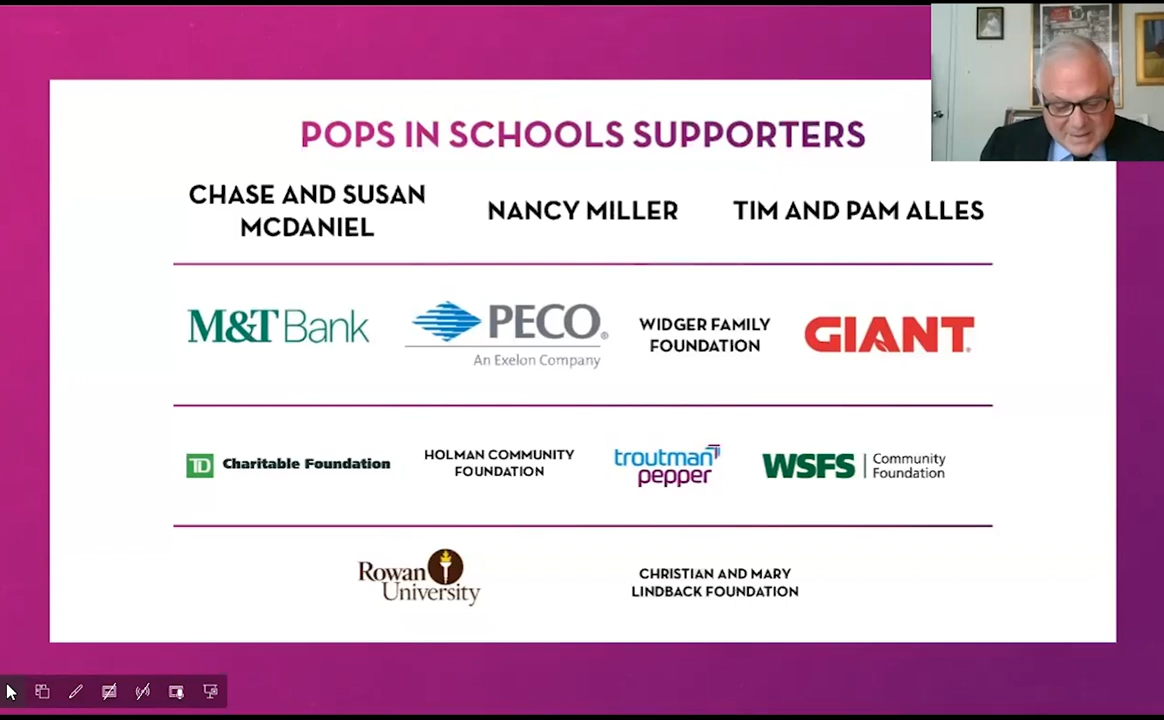 POPS IN SCHOOLS SUPPORTERS
CHASE AND SUSAN
MCDANIEL
NANCY MILLER
TIM AND PAM ALLES
M&T Bank
PECO®
An Exelon Company
WIDGER FAMILY
FOUNDATION
GIANT®
TD Charitable Foundation
HOLMAN COMMUNITY
FOUNDATION
troutman
pepper
WSFS Community
Foundation
Rowan
University
CHRISTIAN AND MARY
LINDBACK FOUNDATION